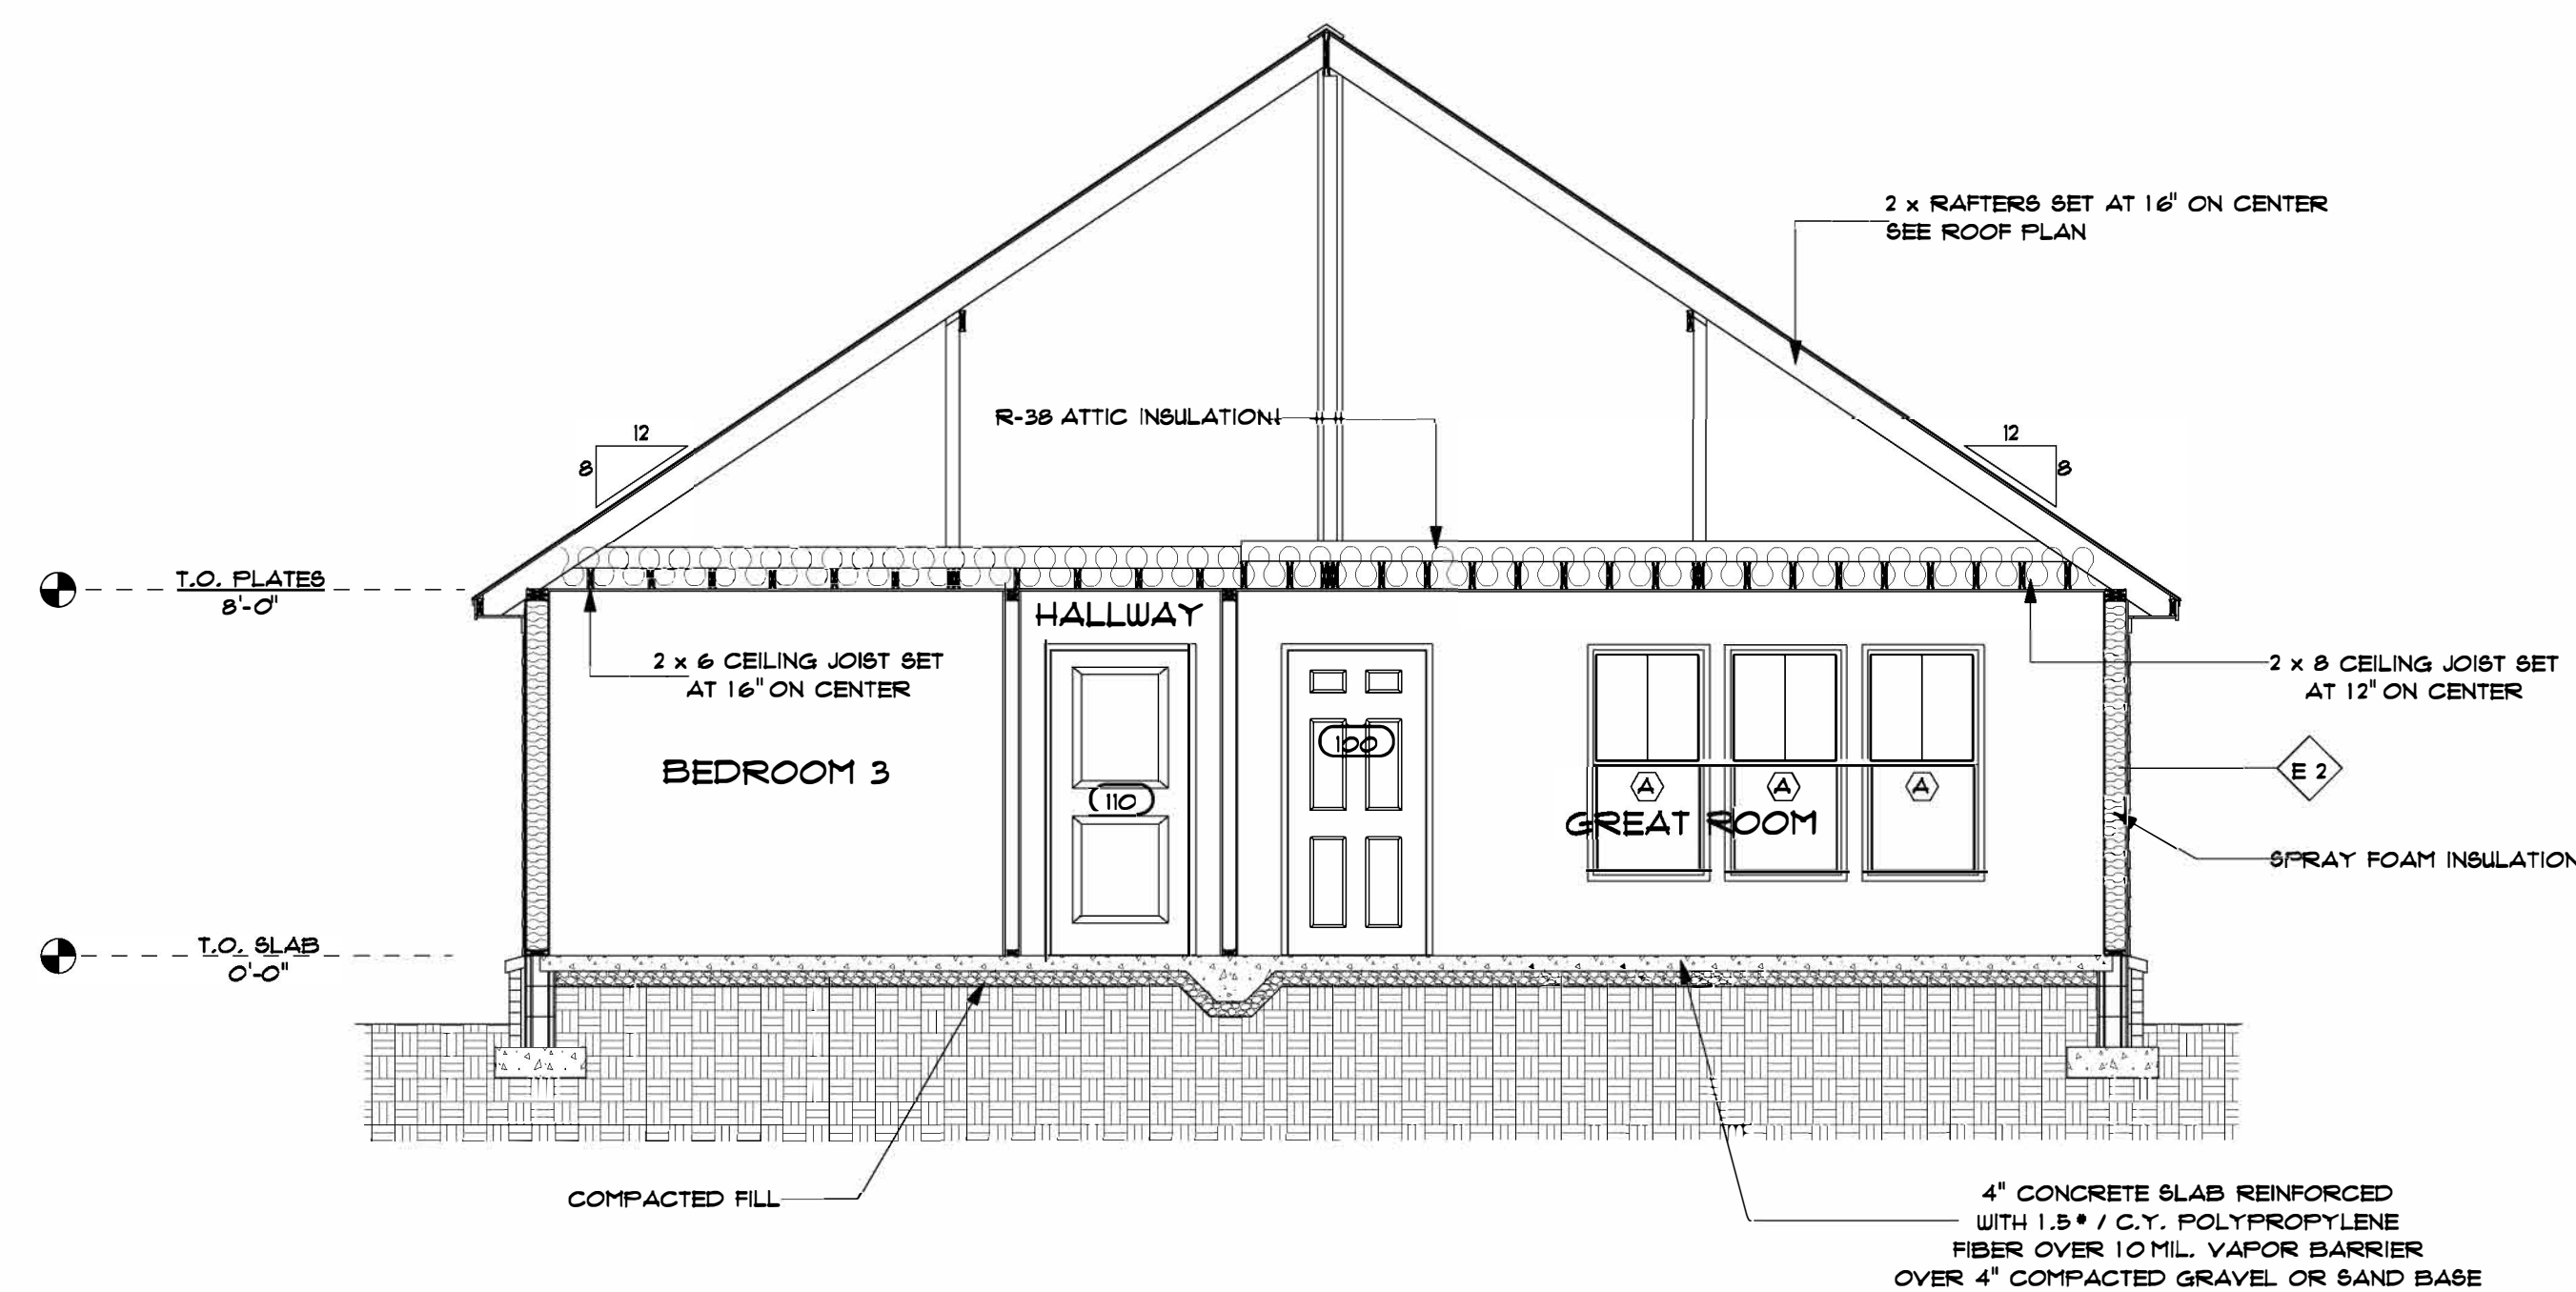 2 x RAFTERS SET AT 16" ON CENTER
SEE ROOF PLAN
R-38 ATTIC INSULATION
12
8
12
8
T.O. PLATES
8'-0"
HALLWAY
2 x 6 CEILING JOIST SET
AT 16" ON CENTER
2 x 8 CEILING JOIST SET
AT 12" ON CENTER
100
BEDROOM 3
E 2
A
A
A
110
GREAT ROOM
SPRAY FOAM INSULATION
T.O. SLAB
0'-0"
COMPACTED FILL
4" CONCRETE SLAB REINFORCED
WITH 1.5# / C.Y. POLYPROPYLENE
FIBER OVER 10 MIL. VAPOR BARRIER
OVER 4" COMPACTED GRAVEL OR SAND BASE